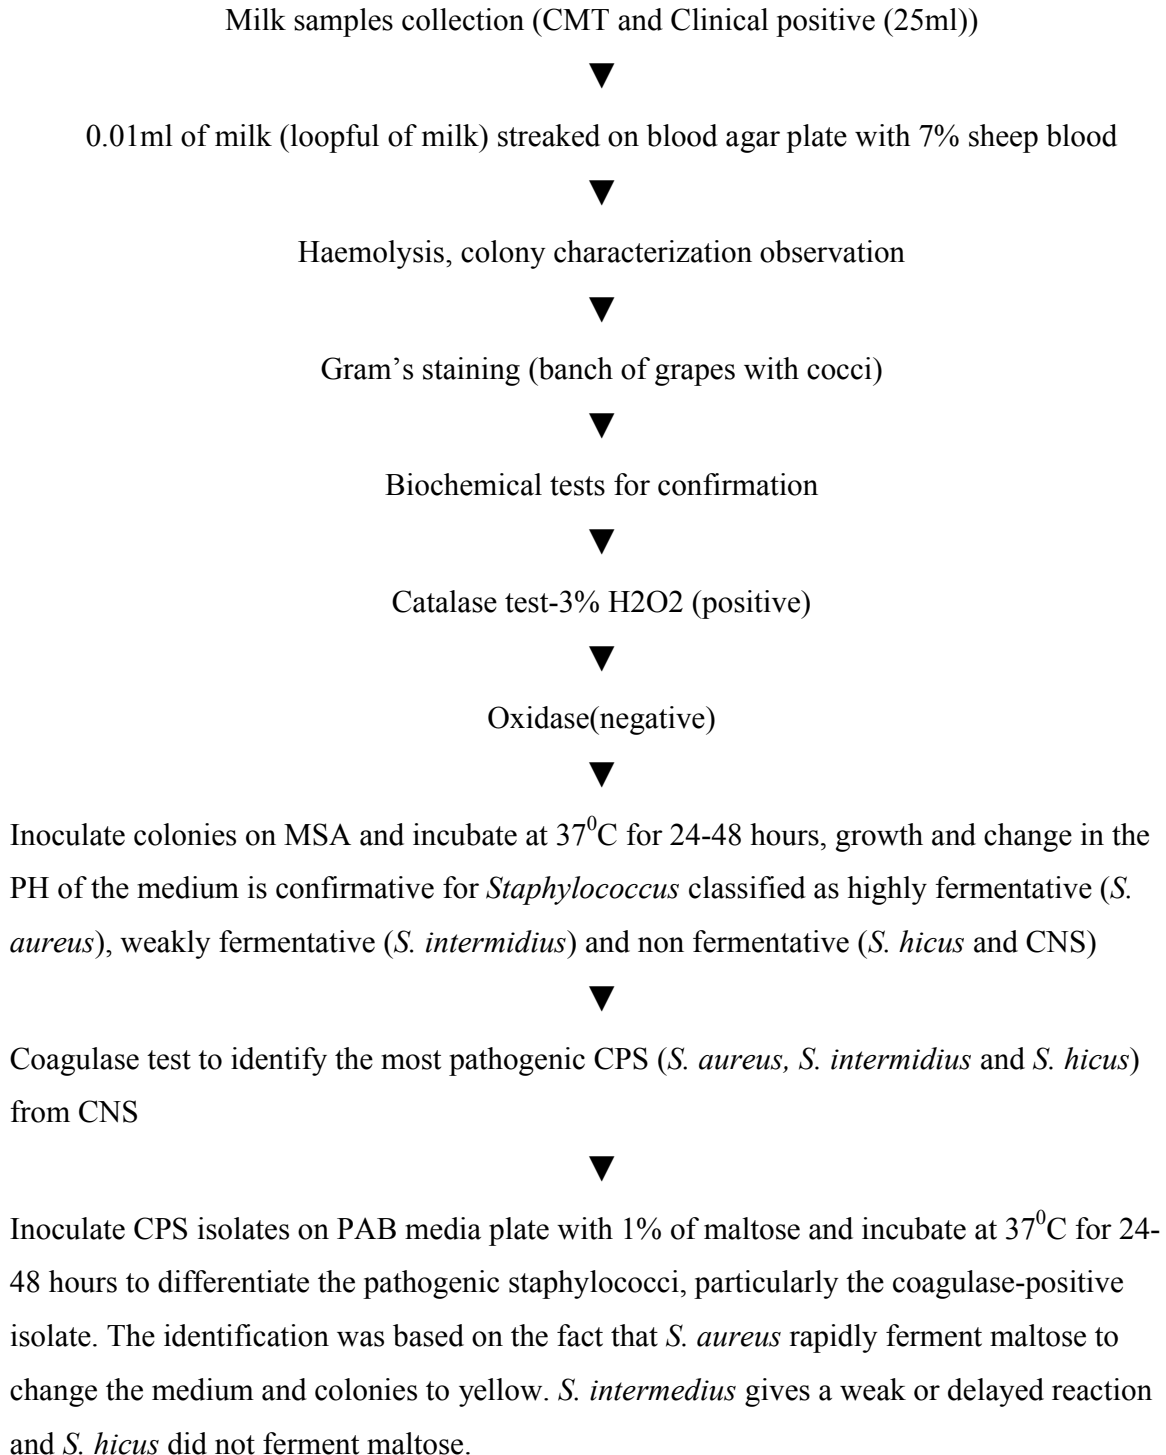 Milk samples collection (CMT and Clinical positive (25ml))
0.01ml of milk (loopful of milk) streaked on blood agar plate with 7% sheep blood
Haemolysis, colony characterization observation
Gram’s staining (banch of grapes with cocci)
Biochemical tests for confirmation
Catalase test-3% H2O2 (positive)
Oxidase(negative)
Inoculate colonies on MSA and incubate at 37⁰C for 24-48 hours, growth and change in the
PH of the medium is confirmative for Staphylococcus classified as highly fermentative (S.
aureus), weakly fermentative (S. intermidius) and non fermentative (S. hicus and CNS)
Coagulase test to identify the most pathogenic CPS (S. aureus, S. intermidius and S. hicus)
from CNS
Inoculate CPS isolates on PAB media plate with 1% of maltose and incubate at 37⁰C for 24-
48 hours to differentiate the pathogenic staphylococci, particularly the coagulase-positive
isolate. The identification was based on the fact that S. aureus rapidly ferment maltose to
change the medium and colonies to yellow. S. intermedius gives a weak or delayed reaction
and S. hicus did not ferment maltose.